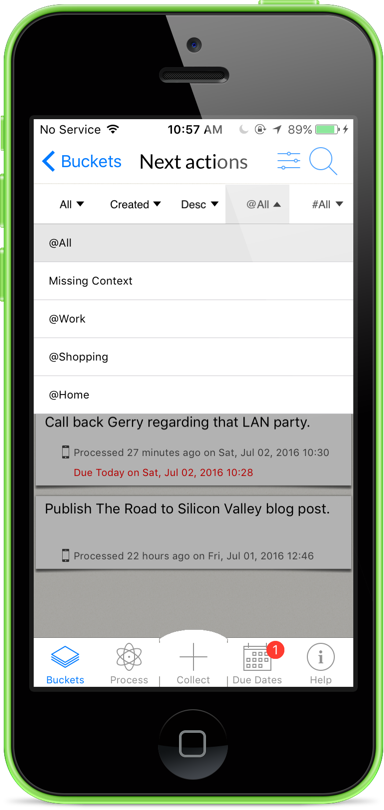 No Service 10:57 AM 89%
Buckets Next actions
All Created Desc @All #All
@All
Missing Context
@Work
@Shopping
@Home
Call back Gerry regarding that LAN party.
Processed 27 minutes ago on Sat, Jul 02, 2016 10:30
Due Today on Sat, Jul 02, 2016 10:28
Publish The Road to Silicon Valley blog post.
Processed 22 hours ago on Fri, Jul 01, 2016 12:46
1
Buckets Process Collect Due Dates Help